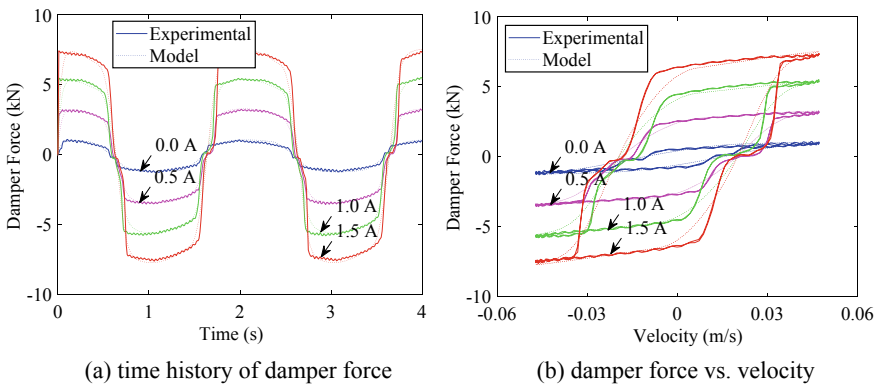 10
5
0
-5
-10
Damper Force (kN)
Experimental
Model
0.0 A
0.5 A
1.0 A
1.5 A
0
1
2
3
4
Time (s)
(a) time history of damper force
10
5
0
-5
-10
Damper Force (kN)
Experimental
Model
0.0 A
0.5 A
1.0 A
1.5 A
-0.06
-0.03
0
0.03
0.06
Velocity (m/s)
(b) damper force vs. velocity